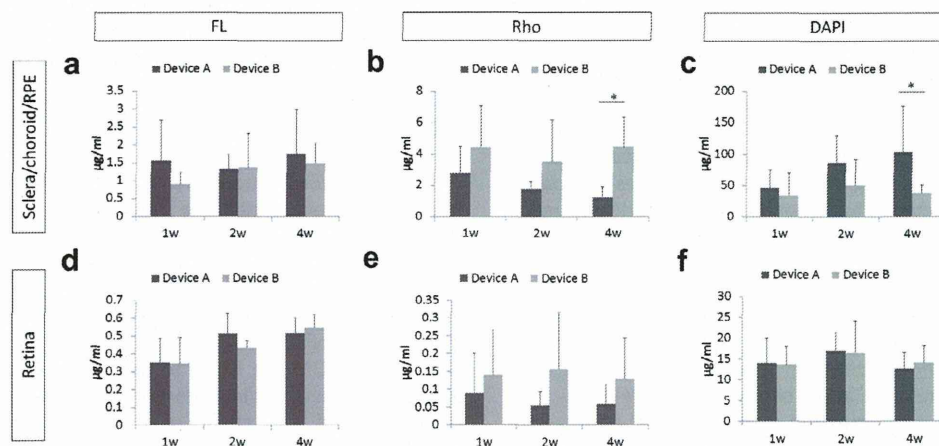 FL
Rho
DAPI
Sclera/choroid/RPE
a
Device A Device B
µg/ml
3.5
3
2.5
2
1.5
1
0.5
0
1w 2w 4w
b
Device A Device B
µg/ml
8
6
4
2
0
*
1w 2w 4w
c
Device A Device B
µg/ml
200
150
100
50
0
*
1w 2w 4w
Retina
d
Device A Device B
µg/ml
0.7
0.6
0.5
0.4
0.3
0.2
0.1
0
1w 2w 4w
e
Device A Device B
µg/ml
0.35
0.3
0.25
0.2
0.15
0.1
0.05
0
1w 2w 4w
f
Device A Device B
µg/ml
30
25
20
15
10
5
0
1w 2w 4w